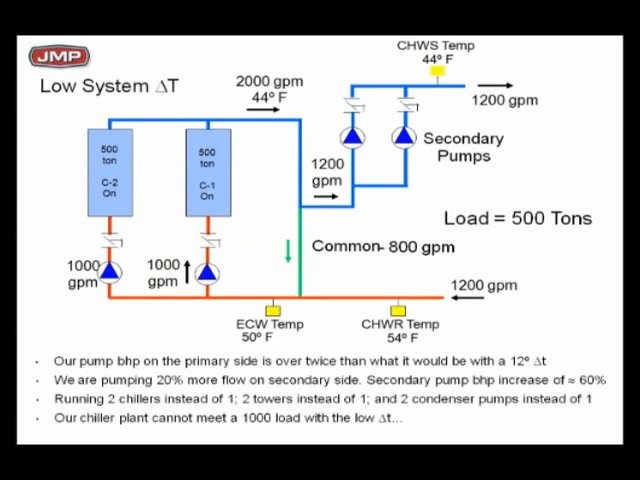 JMP
Low System ΔT
2000 gpm
44º F
CHWS Temp
44º F
1200 gpm
500
ton
C-2
On
500
ton
C-1
On
1200
gpm
Secondary
Pumps
Load = 500 Tons
Common- 800 gpm
1000
gpm
1000
gpm
1200 gpm
ECW Temp
50º F
CHWR Temp
54º F
· Our pump bhp on the primary side is over twice than what it would be with a 12º Δt
· We are pumping 20% more flow on secondary side. Secondary pump bhp increase of ≈ 60%
· Running 2 chillers instead of 1; 2 towers instead of 1; and 2 condenser pumps instead of 1
· Our chiller plant cannot meet a 1000 load with the low Δt...